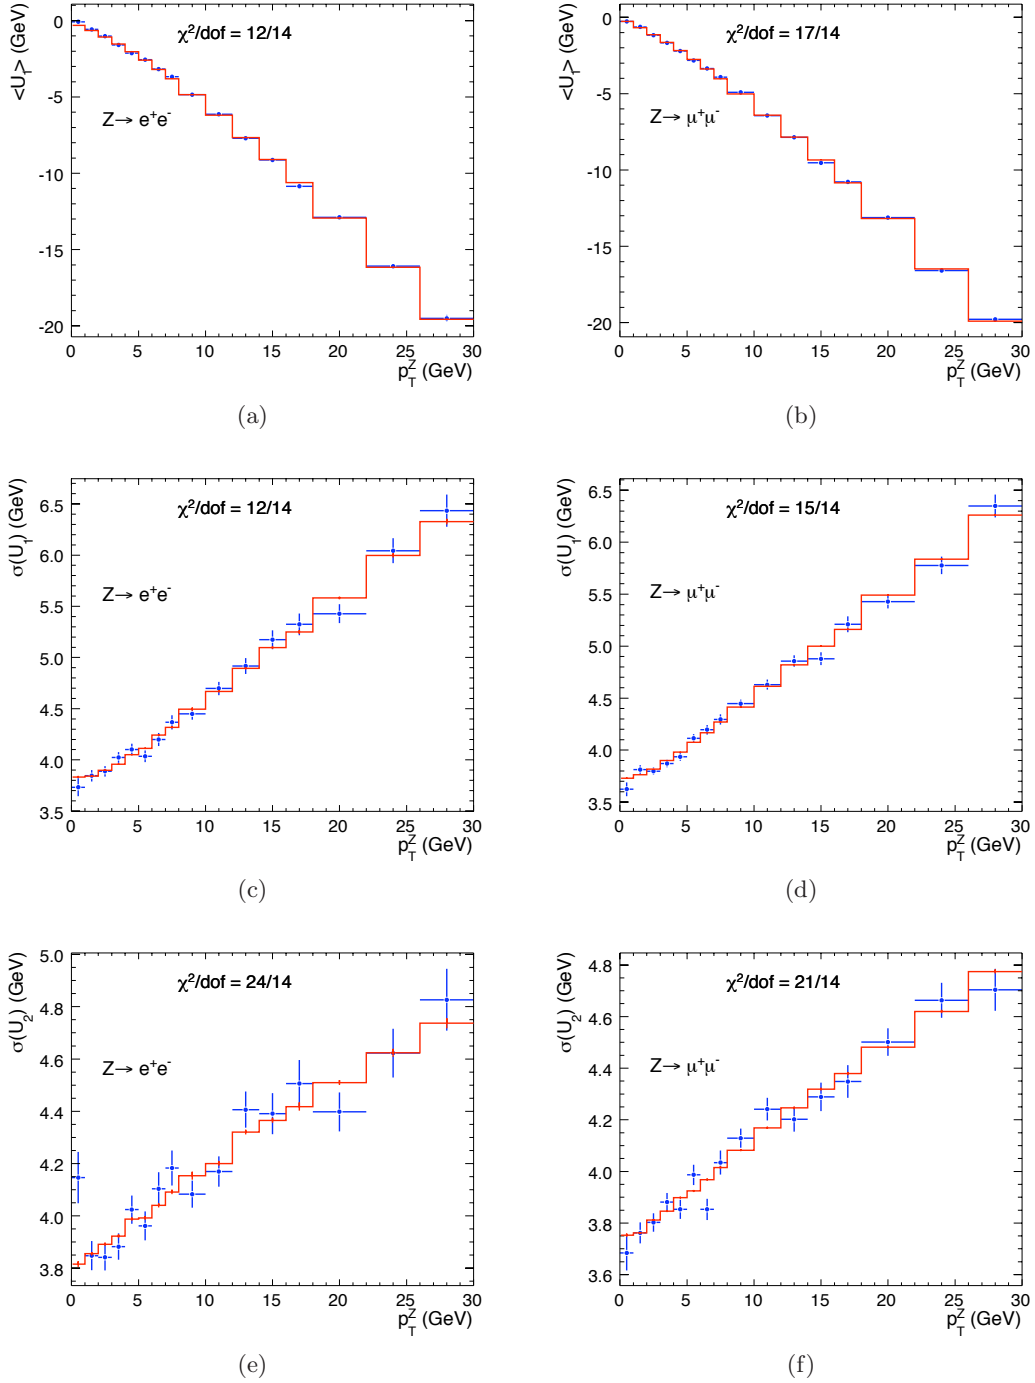 <U₁> (GeV)
χ²/dof = 12/14
Z→ e⁺e⁻
0
-5
-10
-15
-20
0 5 10 15 20 25 30
p_T^Z (GeV)
(a)
<U₁> (GeV)
χ²/dof = 17/14
Z→ μ⁺μ⁻
0
-5
-10
-15
-20
0 5 10 15 20 25 30
p_T^Z (GeV)
(b)
σ(U₁) (GeV)
χ²/dof = 12/14
Z→ e⁺e⁻
6.5
6.0
5.5
5.0
4.5
4.0
3.5
0 5 10 15 20 25 30
p_T^Z (GeV)
(c)
σ(U₁) (GeV)
χ²/dof = 15/14
Z→ μ⁺μ⁻
6.5
6.0
5.5
5.0
4.5
4.0
3.5
0 5 10 15 20 25 30
p_T^Z (GeV)
(d)
σ(U₂) (GeV)
χ²/dof = 24/14
Z→ e⁺e⁻
5.0
4.8
4.6
4.4
4.2
4.0
3.8
0 5 10 15 20 25 30
p_T^Z (GeV)
(e)
σ(U₂) (GeV)
χ²/dof = 21/14
Z→ μ⁺μ⁻
4.8
4.6
4.4
4.2
4.0
3.8
3.6
0 5 10 15 20 25 30
p_T^Z (GeV)
(f)